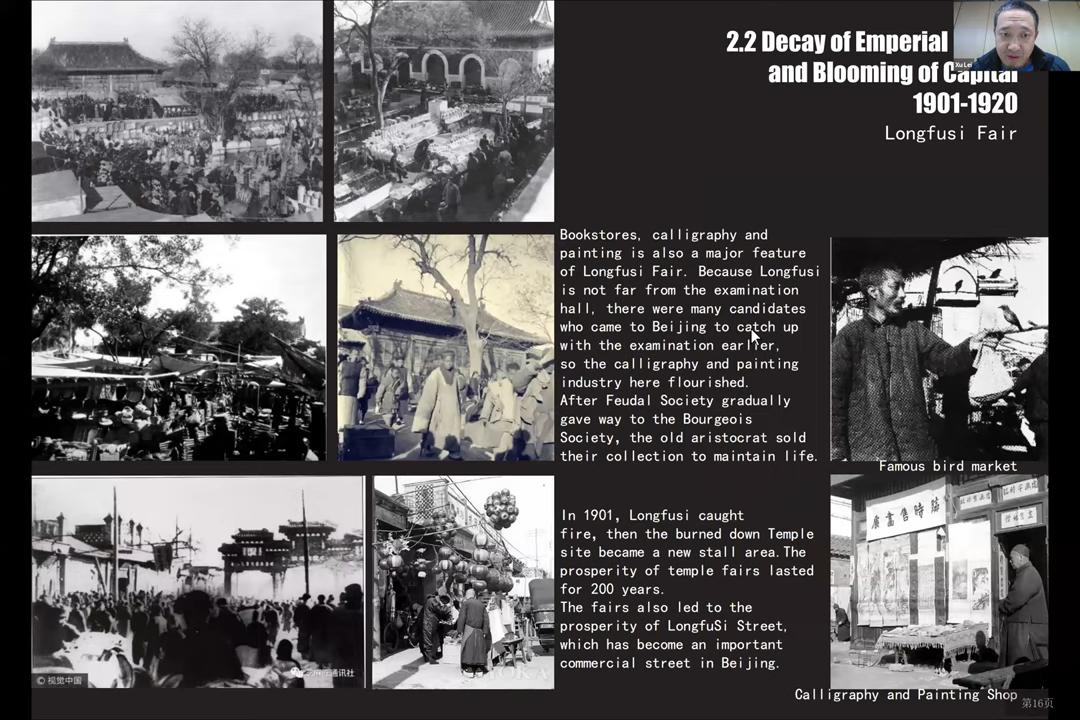 2.2 Decay of Emperial
and Blooming of Capital
1901-1920
Longfusi Fair
Xu Lei
Bookstores, calligraphy and
painting is also a major feature
of Longfusi Fair. Because Longfusi
is not far from the examination
hall, there were many candidates
who came to Beijing to catch up
with the examination earlier,
so the calligraphy and painting
industry here flourished.
After Feudal Society gradually
gave way to the Bourgeois
Society, the old aristocrat sold
their collection to maintain life.
Famous bird market
In 1901, Longfusi caught
fire, then the burned down Temple
site became a new stall area.The
prosperity of temple fairs lasted
for 200 years.
The fairs also led to the
prosperity of LongfuSi Street,
which has become an important
commercial street in Beijing.
Calligraphy and Painting Shop
© 视觉中国
第16页